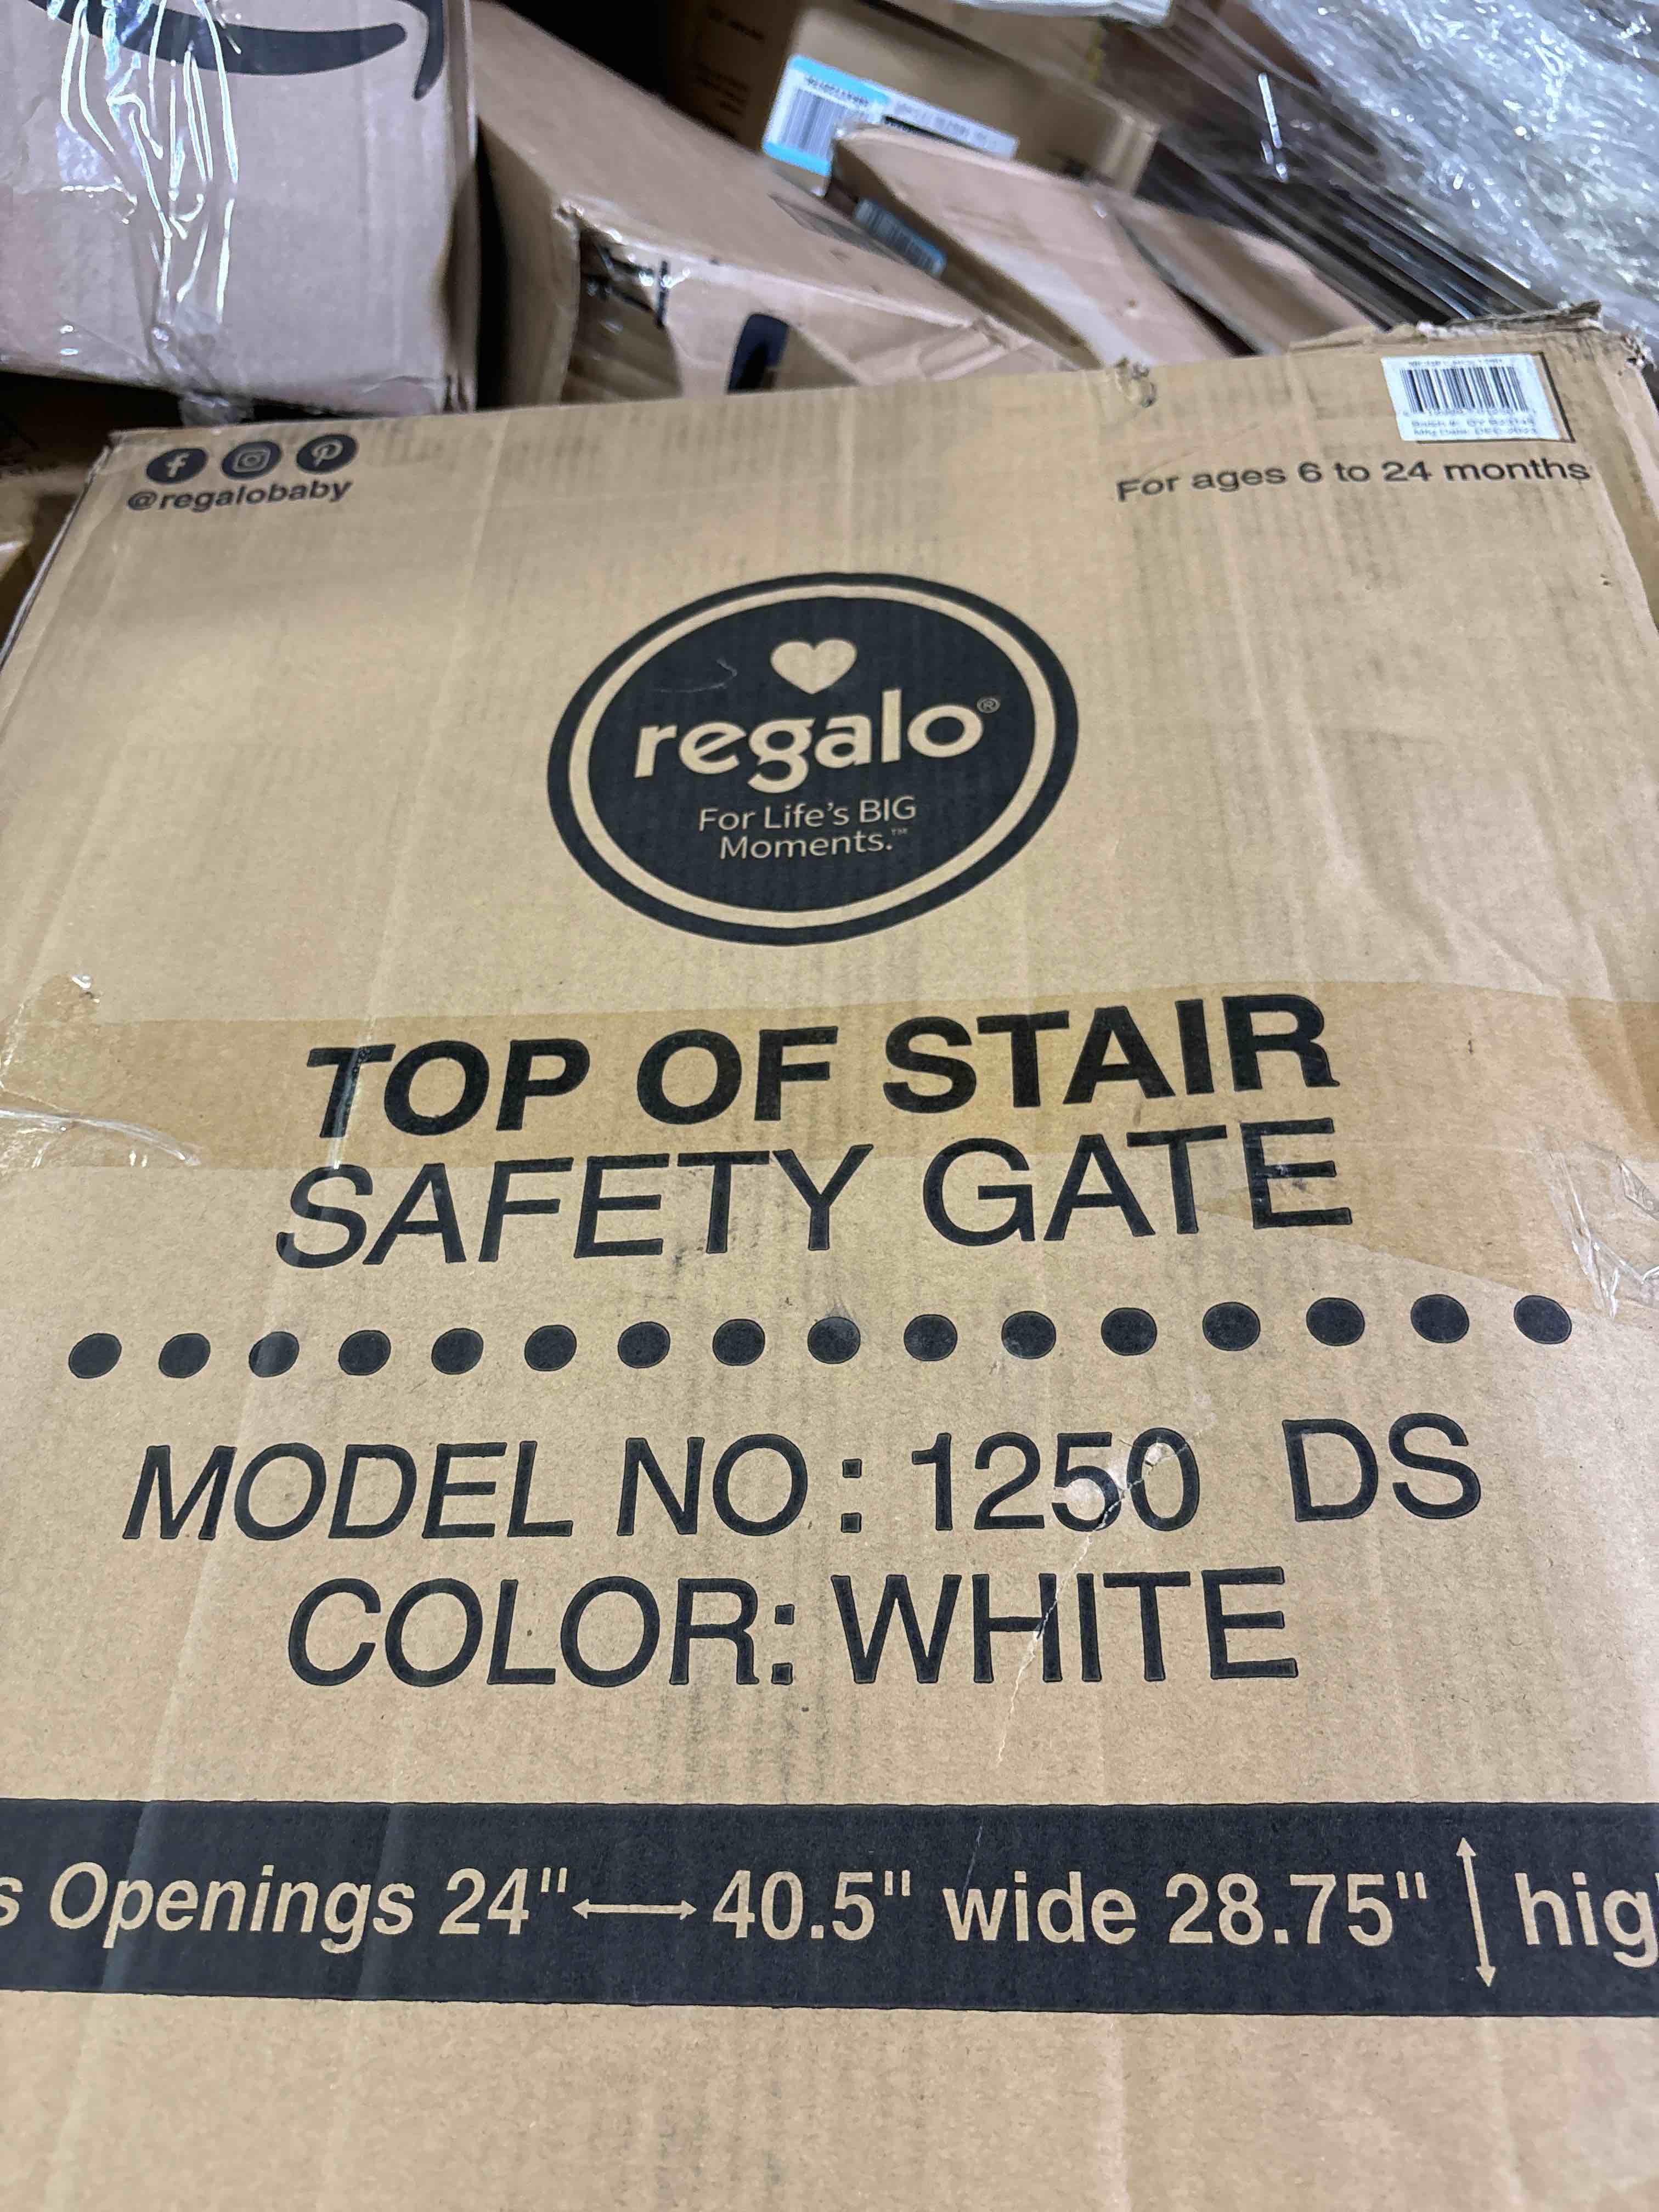 @regalobaby
For ages 6 to 24 months
regalo®
For Life's BIG
Moments.™
TOP OF STAIR
SAFETY GATE
MODEL NO: 1250 DS
COLOR: WHITE
s Openings 24" ↔ 40.5" wide 28.75" ↕ hig